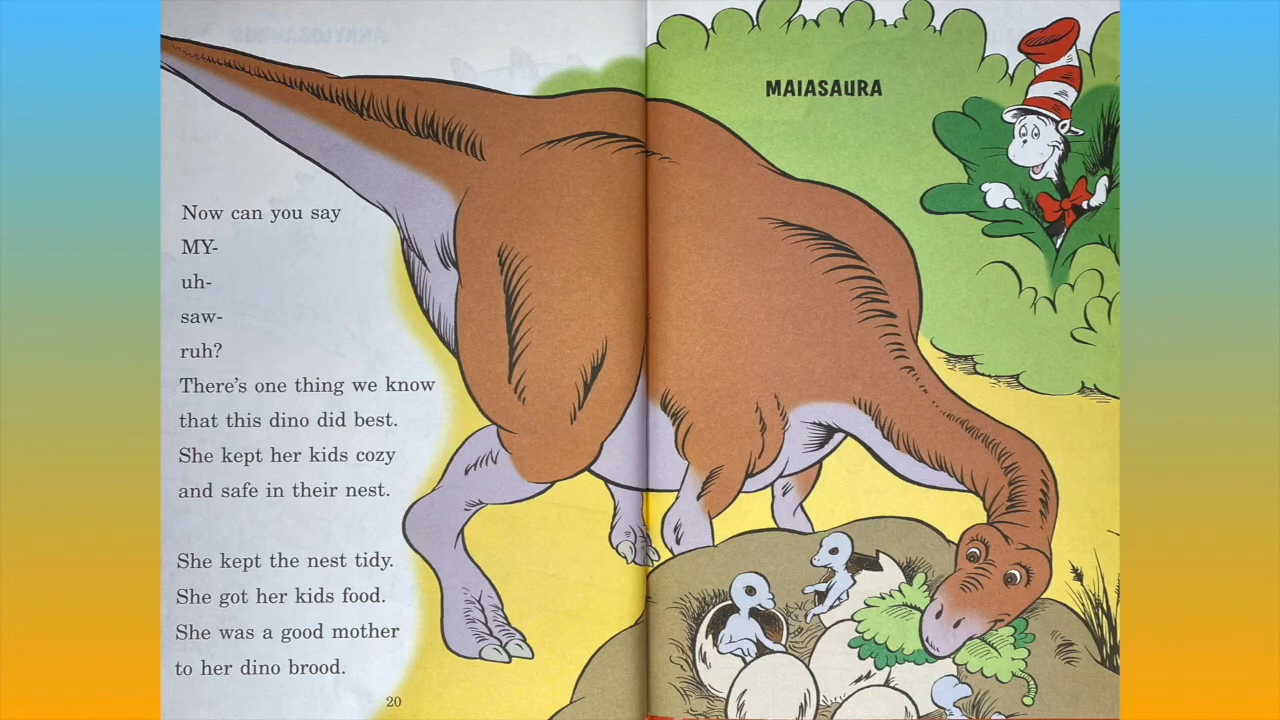 Now can you say
MY-
uh-
saw-
ruh?
There's one thing we know
that this dino did best.
She kept her kids cozy
and safe in their nest.
She kept the nest tidy.
She got her kids food.
She was a good mother
to her dino brood.
20
MAIASAURA
ANKYLOSAURUS